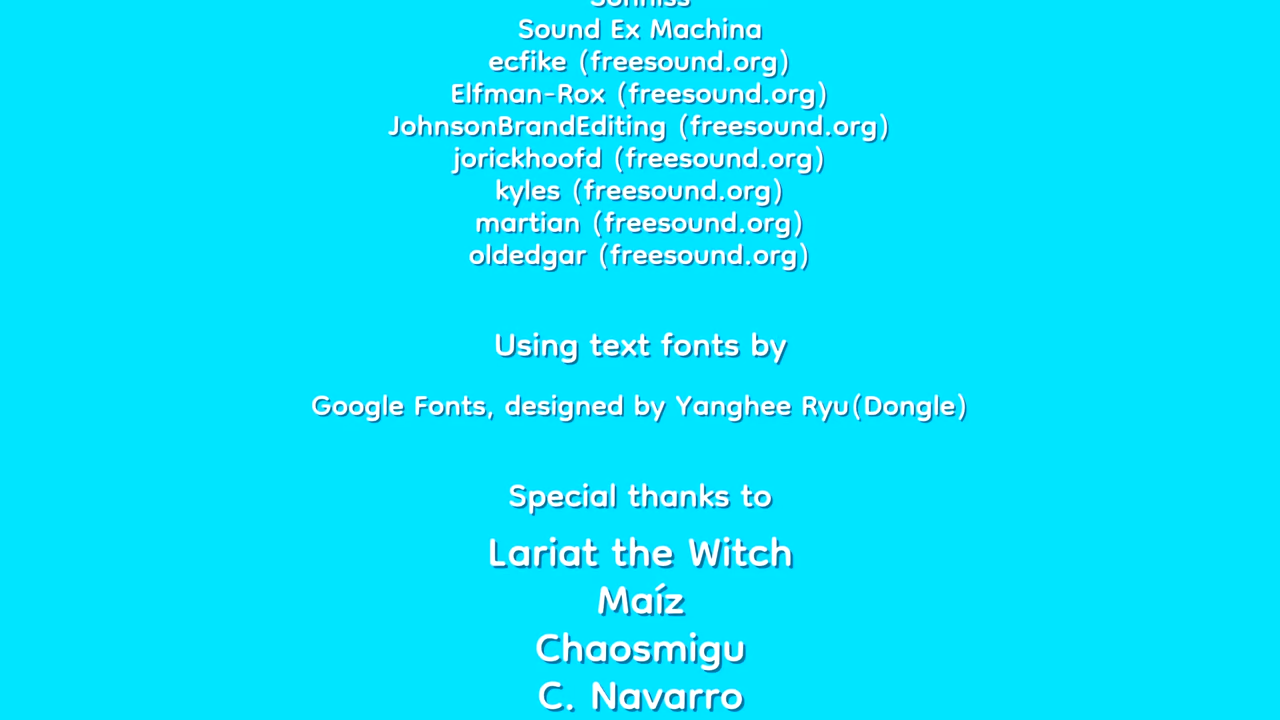 Sonniss
Sound Ex Machina
ecfike (freesound.org)
Elfman-Rox (freesound.org)
JohnsonBrandEditing (freesound.org)
jorickhoofd (freesound.org)
kyles (freesound.org)
martian (freesound.org)
oldedgar (freesound.org)
Using text fonts by
Google Fonts, designed by Yanghee Ryu(Dongle)
Special thanks to
Lariat the Witch
Maíz
Chaosmigu
C. Navarro